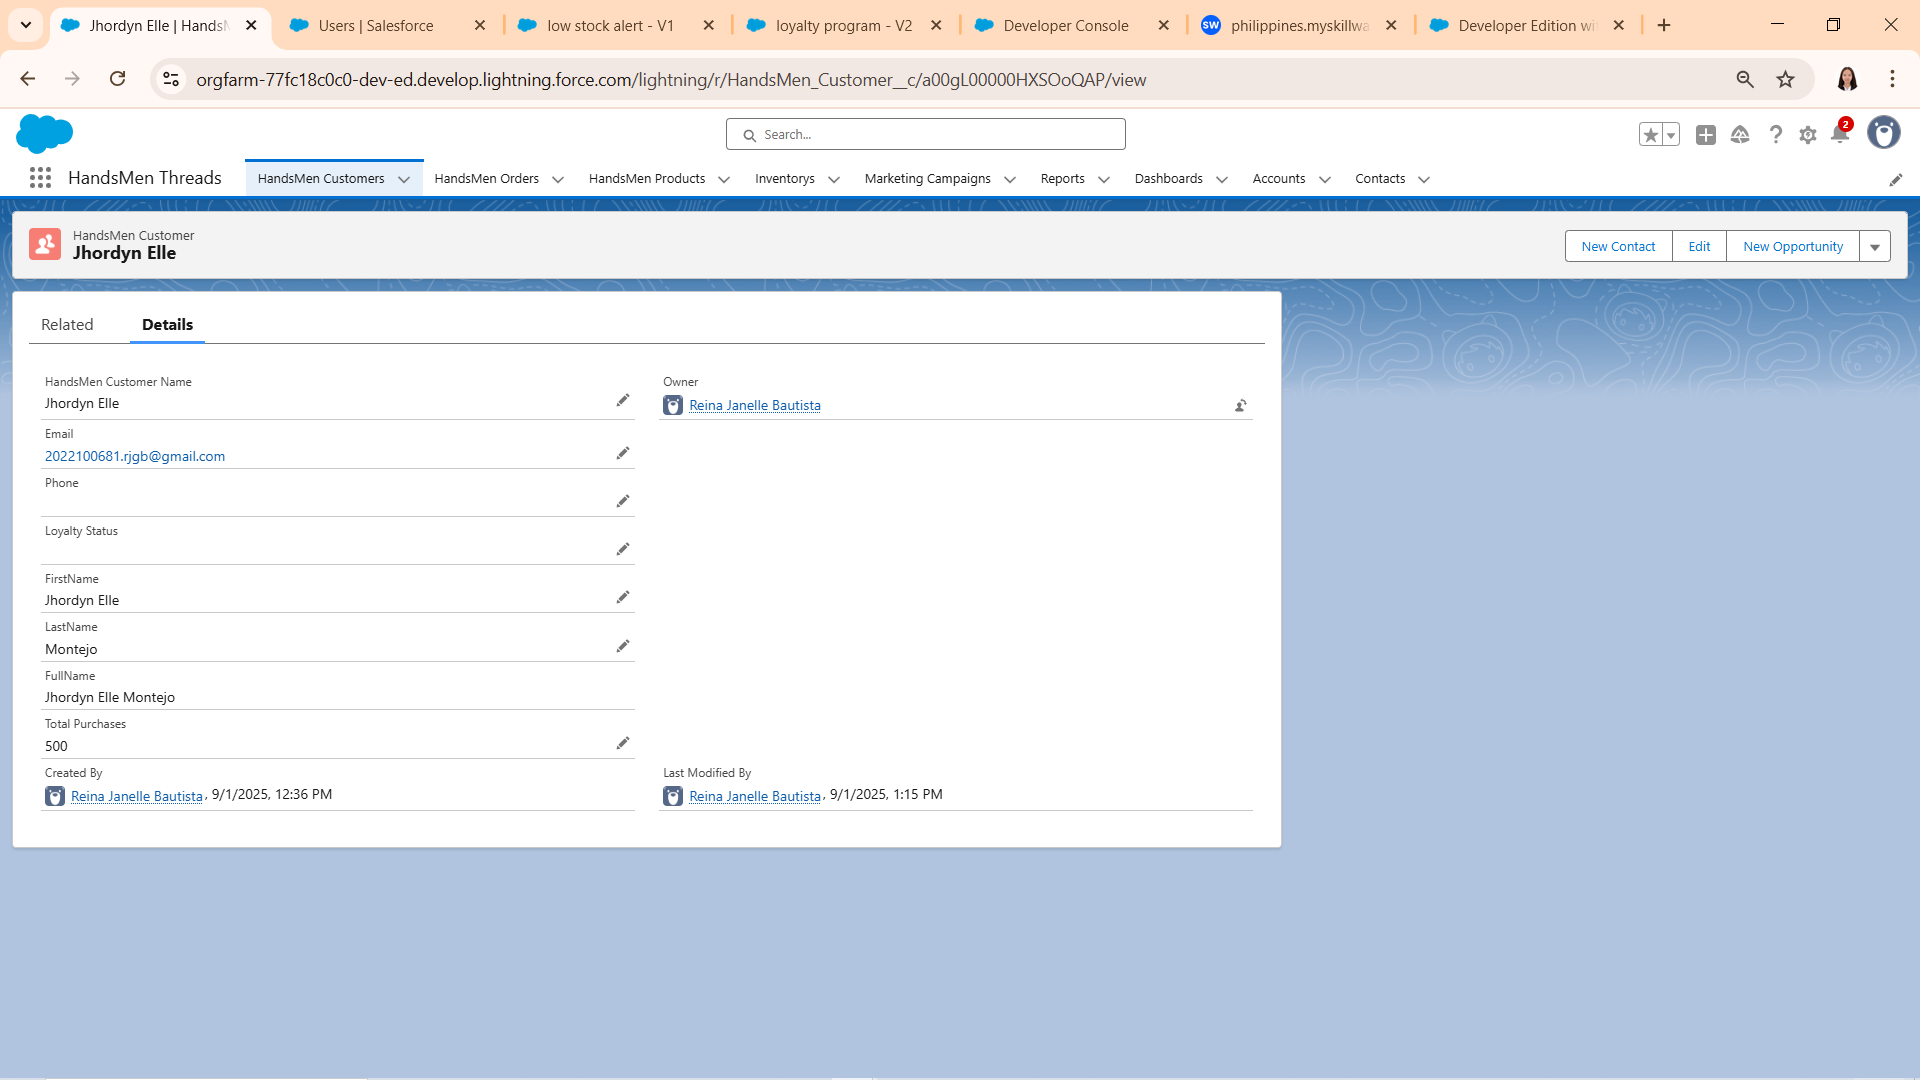 Jhordyn Elle | HandsM
Users | Salesforce
low stock alert - V1
loyalty program - V2
Developer Console
SW philippines.myskillwa
Developer Edition wi
orgfarm-77fc18c0c0-dev-ed.develop.lightning.force.com/lightning/r/HandsMen_Customer__c/a00gL00000HXSOoQAP/view
Search...
2
HandsMen Threads
HandsMen Customers
HandsMen Orders
HandsMen Products
Inventorys
Marketing Campaigns
Reports
Dashboards
Accounts
Contacts
HandsMen Customer
Jhordyn Elle
New Contact
Edit
New Opportunity
Related
Details
HandsMen Customer Name
Jhordyn Elle
Owner
Reina Janelle Bautista
Email
2022100681.rjgb@gmail.com
Phone
Loyalty Status
FirstName
Jhordyn Elle
LastName
Montejo
FullName
Jhordyn Elle Montejo
Total Purchases
500
Created By
Reina Janelle Bautista, 9/1/2025, 12:36 PM
Last Modified By
Reina Janelle Bautista, 9/1/2025, 1:15 PM